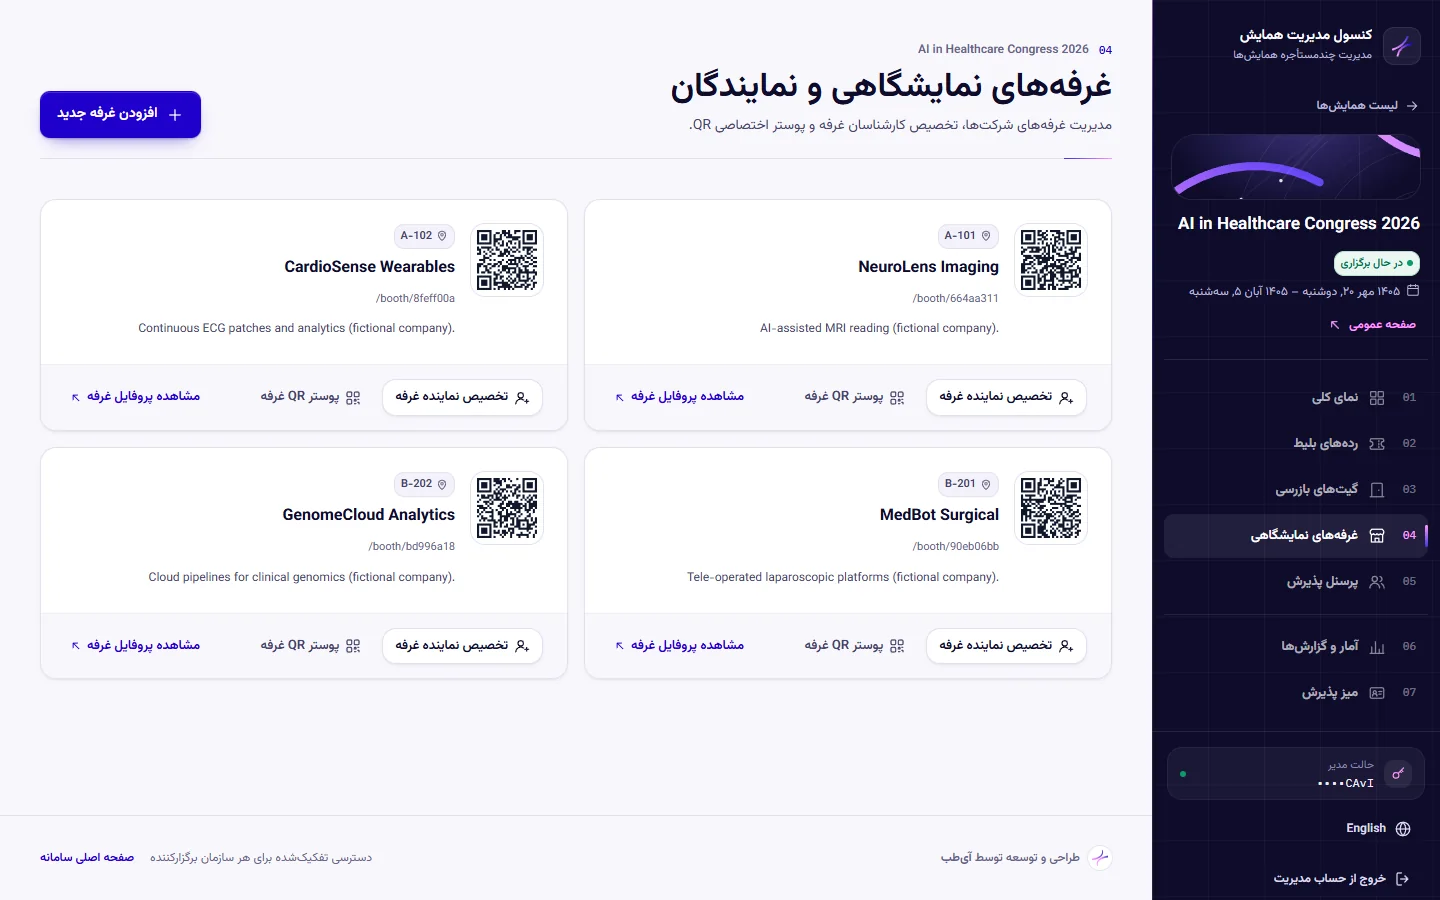 کنسول مدیریت همایش
مدیریت چندمستأجره همایش‌ها
لیست همایش‌ها
AI in Healthcare Congress 2026
در حال برگزاری
۱۴۰۵ مهر ۲۰, دوشنبه – ۱۴۰۵ آبان ۵, سه‌شنبه
صفحه عمومی
01 نمای کلی
02 رده‌های بلیط
03 گیت‌های بازرسی
04 غرفه‌های نمایشگاهی
05 پرسنل پذیرش
06 آمار و گزارش‌ها
07 میز پذیرش
حالت مدیر
••••CAvI
English
خروج از حساب مدیریت
04 AI in Healthcare Congress 2026
غرفه‌های نمایشگاهی و نمایندگان
مدیریت غرفه‌های شرکت‌ها، تخصیص کارشناسان غرفه و پوستر اختصاصی QR.
افزودن غرفه جدید
A-101
NeuroLens Imaging
/booth/664aa311
AI-assisted MRI reading (fictional company).
تخصیص نماینده غرفه
پوستر QR غرفه
مشاهده پروفایل غرفه
A-102
CardioSense Wearables
/booth/8feff00a
Continuous ECG patches and analytics (fictional company).
تخصیص نماینده غرفه
پوستر QR غرفه
مشاهده پروفایل غرفه
B-201
MedBot Surgical
/booth/90eb06bb
Tele-operated laparoscopic platforms (fictional company).
تخصیص نماینده غرفه
پوستر QR غرفه
مشاهده پروفایل غرفه
B-202
GenomeCloud Analytics
/booth/bd996a18
Cloud pipelines for clinical genomics (fictional company).
تخصیص نماینده غرفه
پوستر QR غرفه
مشاهده پروفایل غرفه
طراحی و توسعه توسط آی‌طب
دسترسی تفکیک‌شده برای هر سازمان برگزارکننده
صفحه اصلی سامانه